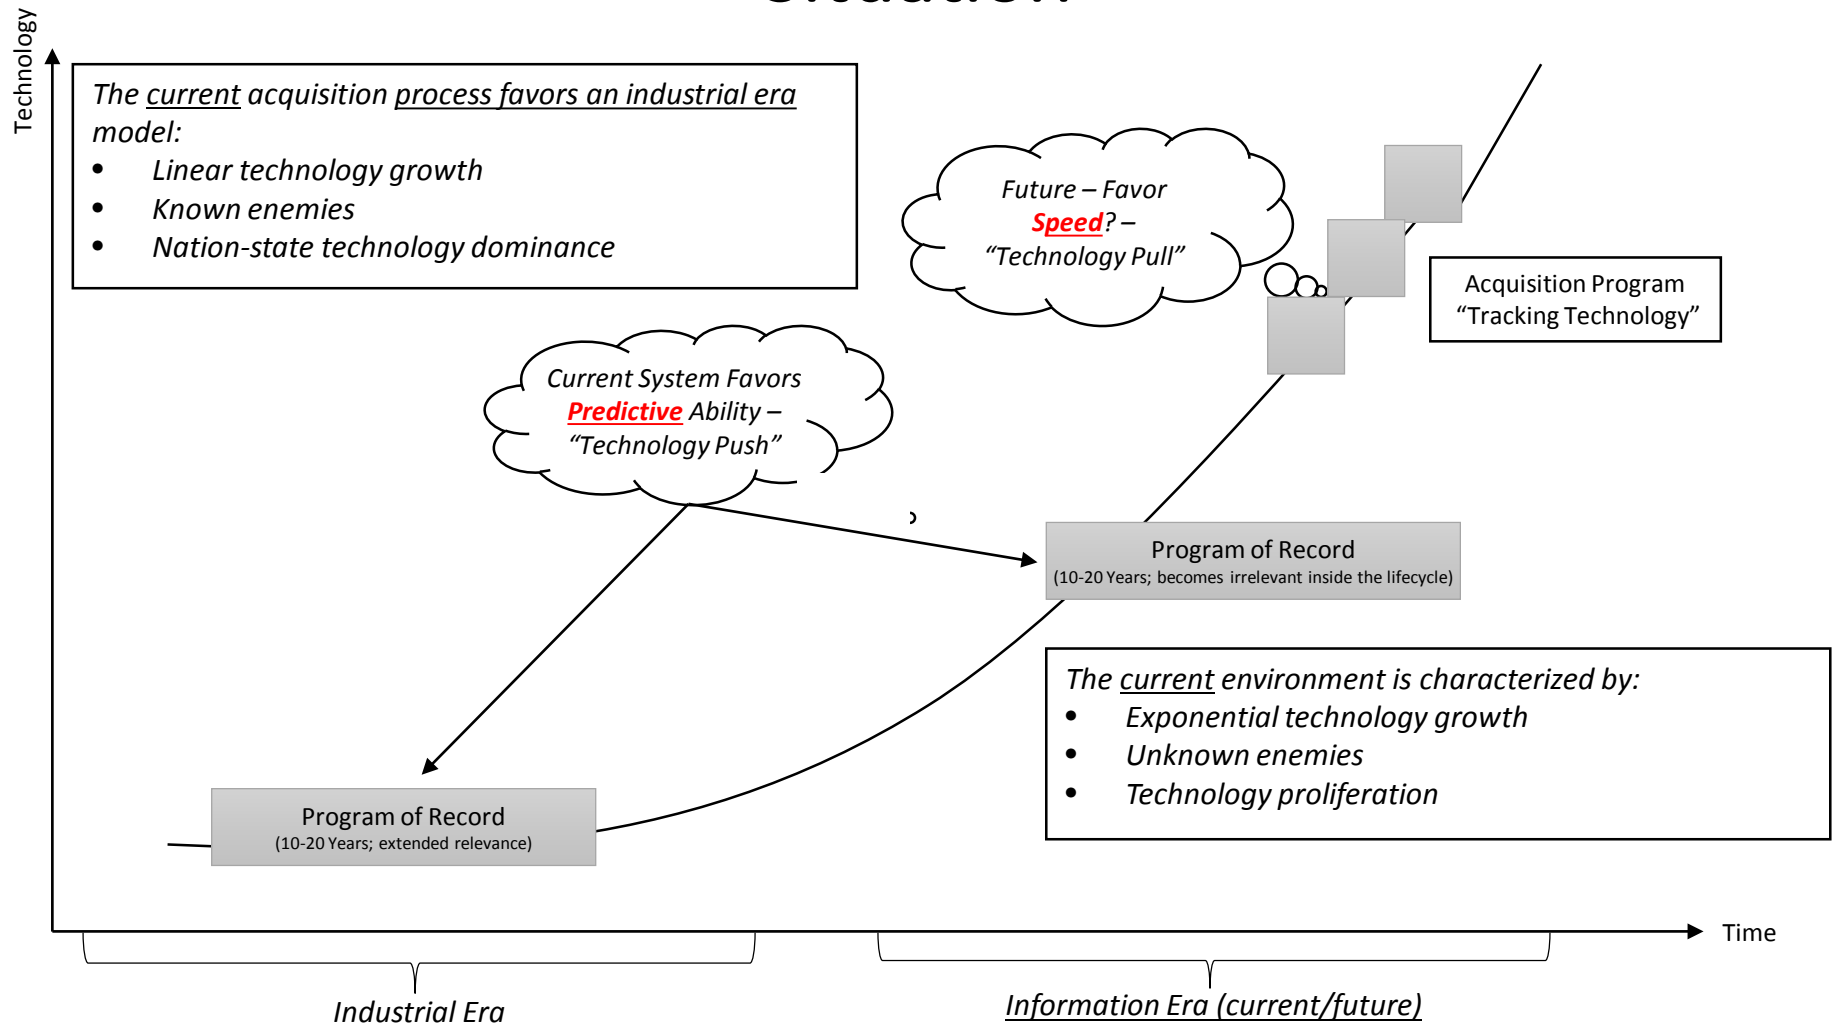 Technology
The current acquisition process favors an industrial era
model:
• Linear technology growth
• Known enemies
• Nation-state technology dominance
Future – Favor
Speed? –
“Technology Pull”
Acquisition Program
“Tracking Technology”
Current System Favors
Predictive Ability –
“Technology Push”
Program of Record
(10-20 Years; becomes irrelevant inside the lifecycle)
The current environment is characterized by:
• Exponential technology growth
• Unknown enemies
• Technology proliferation
Program of Record
(10-20 Years; extended relevance)
Time
Industrial Era
Information Era (current/future)